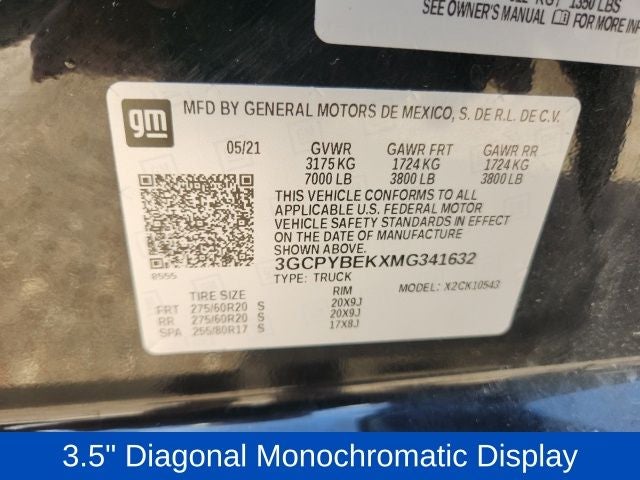 1350 LBS
SEE OWNER'S MANUAL FOR MORE
gm
MFD BY GENERAL MOTORS DE MEXICO, S. DE R.L. DE C.V.
05/21 GVWR GAWR FRT GAWR RR
3175 KG 1724 KG 1724 KG
7000 LB 3800 LB 3800 LB
THIS VEHICLE CONFORMS TO ALL
APPLICABLE U.S. FEDERAL MOTOR
VEHICLE SAFETY STANDARDS IN EFFECT
ON THE DATE OF MANUFACTURE
SHOWN ABOVE.
3GCPYBEKXMG341632
8555 TYPE: TRUCK MODEL: X2CK10543
TIRE SIZE RIM
FRT 275/60R20 S 20X9J
RR 275/60R20 S 20X9J
SPA 255/80R17 S 17X8J
3.5" Diagonal Monochromatic Display